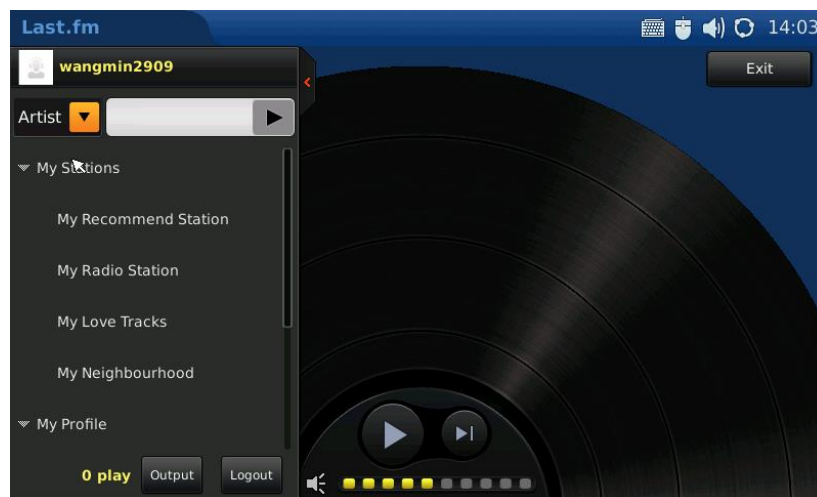 Last.fm
14:03
wangmin2909
Exit
Artist
My Stations
My Recommend Station
My Radio Station
My Love Tracks
My Neighbourhood
My Profile
0 play
Output
Logout